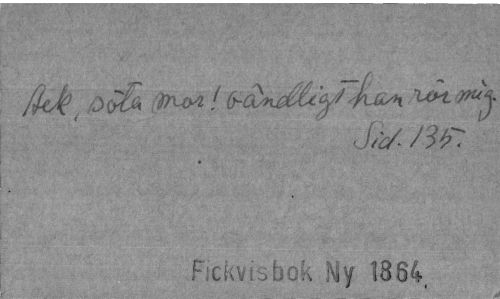 Ack, söta mor! oändligt han rör mig.
Sid. 135.
Fickvisbok Ny 1864.